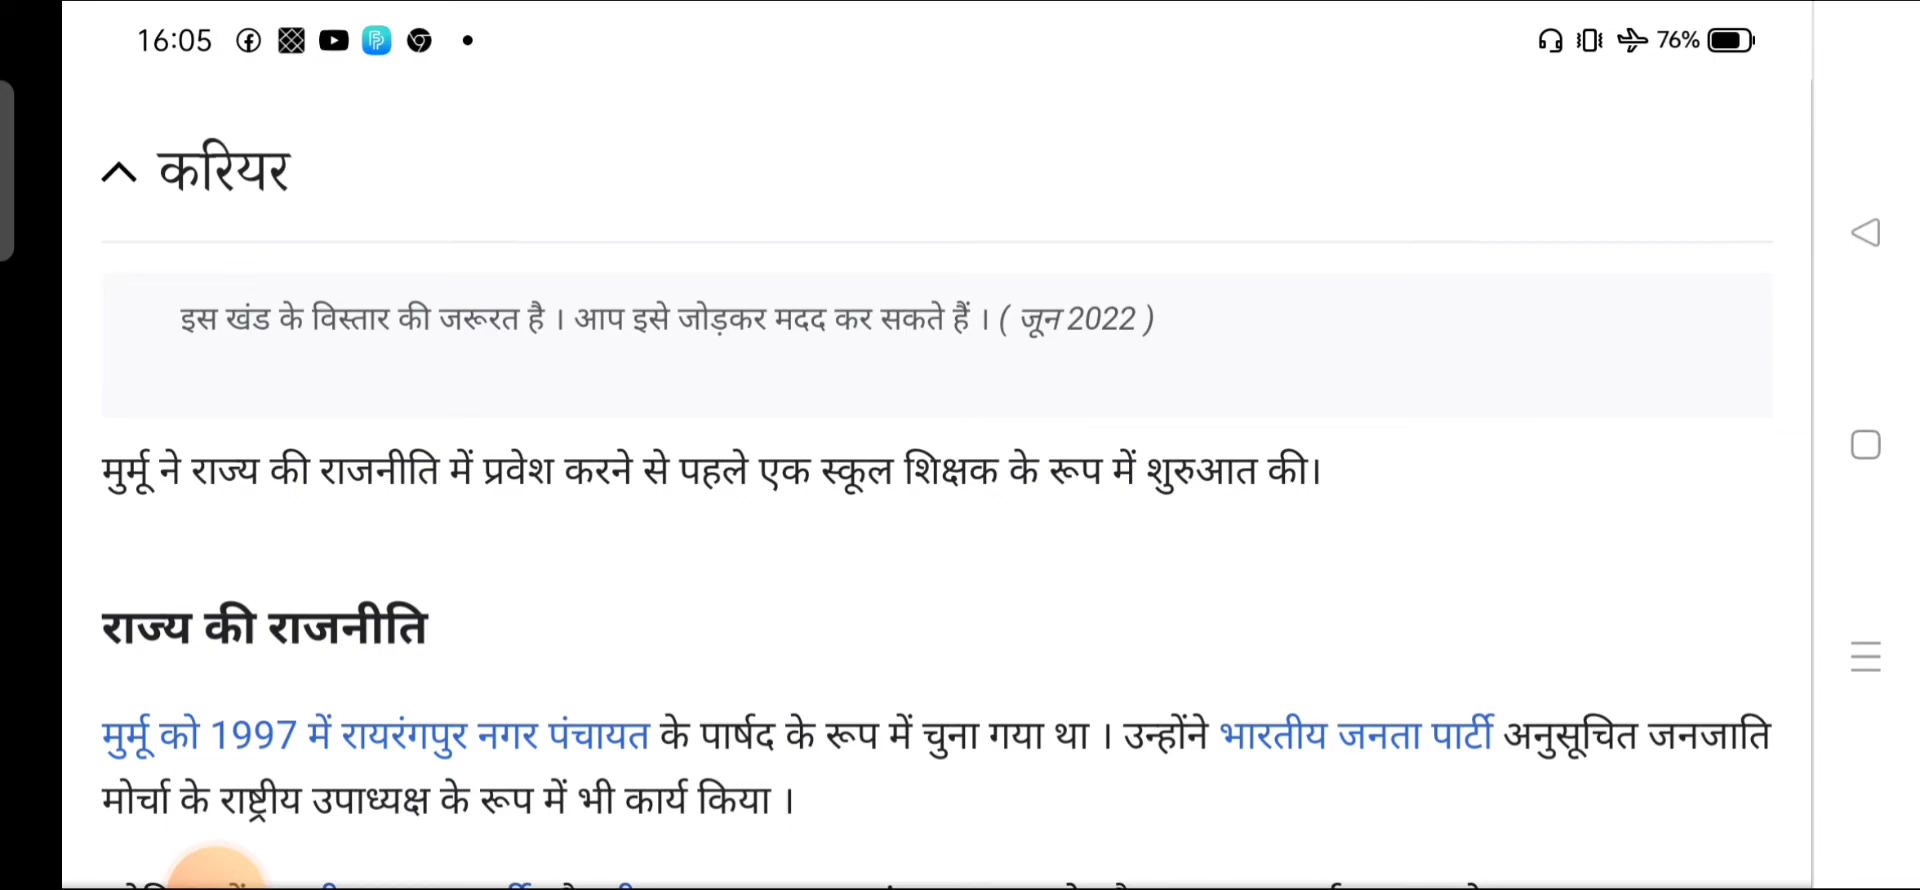 16:05
76%
करियर
इस खंड के विस्तार की जरूरत है । आप इसे जोड़कर मदद कर सकते हैं । ( जून 2022 )
मुर्मू ने राज्य की राजनीति में प्रवेश करने से पहले एक स्कूल शिक्षक के रूप में शुरुआत की।
राज्य की राजनीति
मुर्मू को 1997 में रायरंगपुर नगर पंचायत के पार्षद के रूप में चुना गया था । उन्होंने भारतीय जनता पार्टी अनुसूचित जनजाति
मोर्चा के राष्ट्रीय उपाध्यक्ष के रूप में भी कार्य किया ।